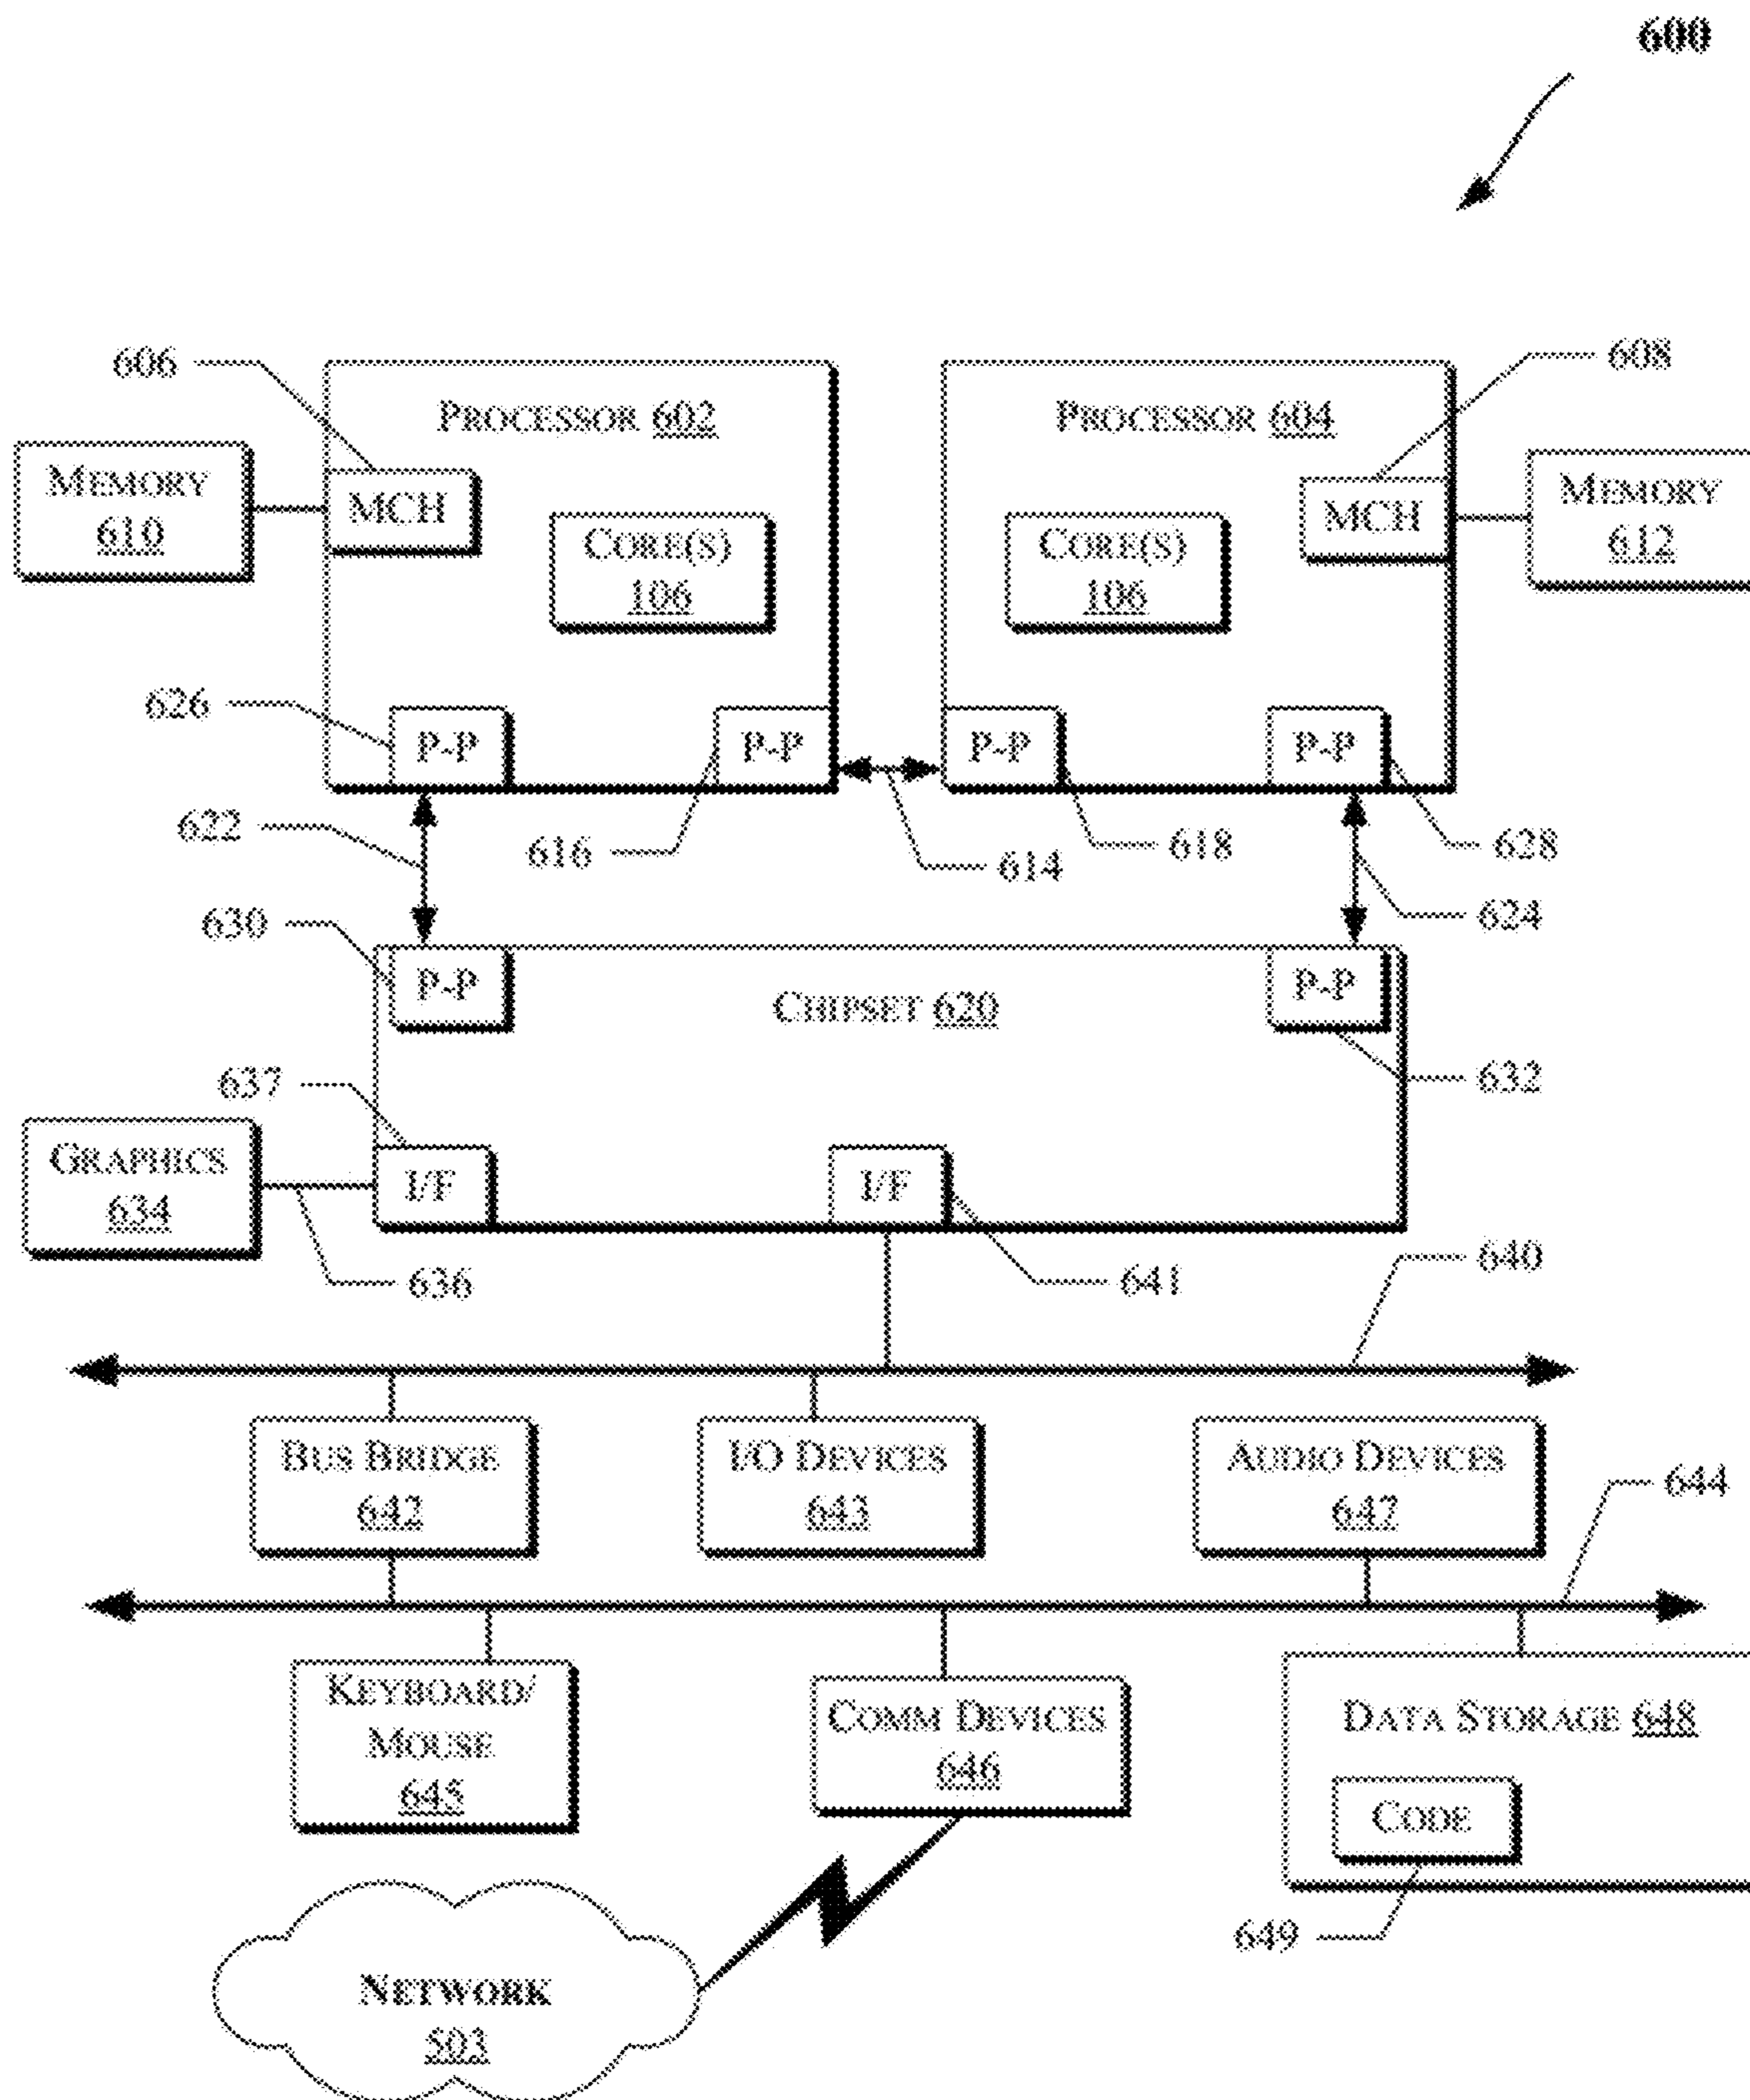 600
606
608
PROCESSOR 602
PROCESSOR 604
MEMORY
610
MCH
CORE(S)
106
CORE(S)
106
MCH
MEMORY
612
626
P-P
P-P
P-P
P-P
622
616
614
618
628
624
630
P-P
CHIPSET 620
P-P
632
637
GRAPHICS
634
I/F
I/F
636
641
640
BUS BRIDGE
642
I/O DEVICES
643
AUDIO DEVICES
647
644
KEYBOARD/
MOUSE
645
COMM DEVICES
646
DATA STORAGE 648
CODE
649
NETWORK
503